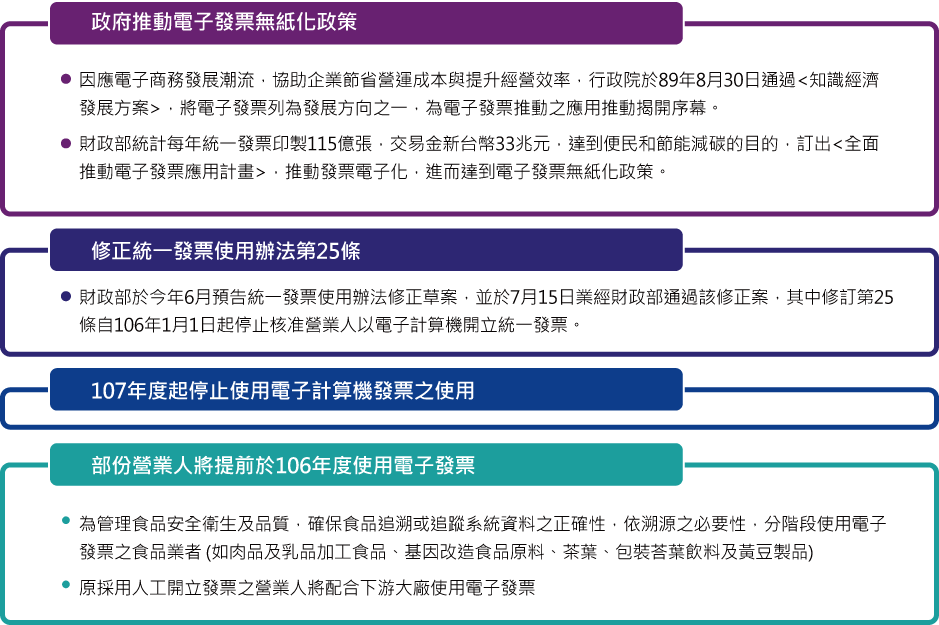 政府推動電子發票無紙化政策
● 因應電子商務發展潮流，協助企業節省營運成本與提升經營效率，行政院於89年8月30日通過<知識經濟
發展方案>，將電子發票列為發展方向之一，為電子發票推動之應用推動揭開序幕。
● 財政部統計每年統一發票印製115億張，交易金新台幣33兆元，達到便民和節能減碳的目的，訂出<全面
推動電子發票應用計畫>，推動發票電子化，進而達到電子發票無紙化政策。
修正統一發票使用辦法第25條
● 財政部於今年6月預告統一發票使用辦法修正草案，並於7月15日業經財政部通過該修正案，其中修訂第25
條自106年1月1日起停止核准營業人以電子計算機開立統一發票。
107年度起停止使用電子計算機發票之使用
部份營業人將提前於106年度使用電子發票
● 為管理食品安全衛生及品質，確保食品追溯或追蹤系統資料之正確性，依溯源之必要性，分階段使用電子
發票之食品業者 (如肉品及乳品加工食品、基因改造食品原料、茶葉、包裝茖葉飲料及黃豆製品)
● 原採用人工開立發票之營業人將配合下游大廠使用電子發票